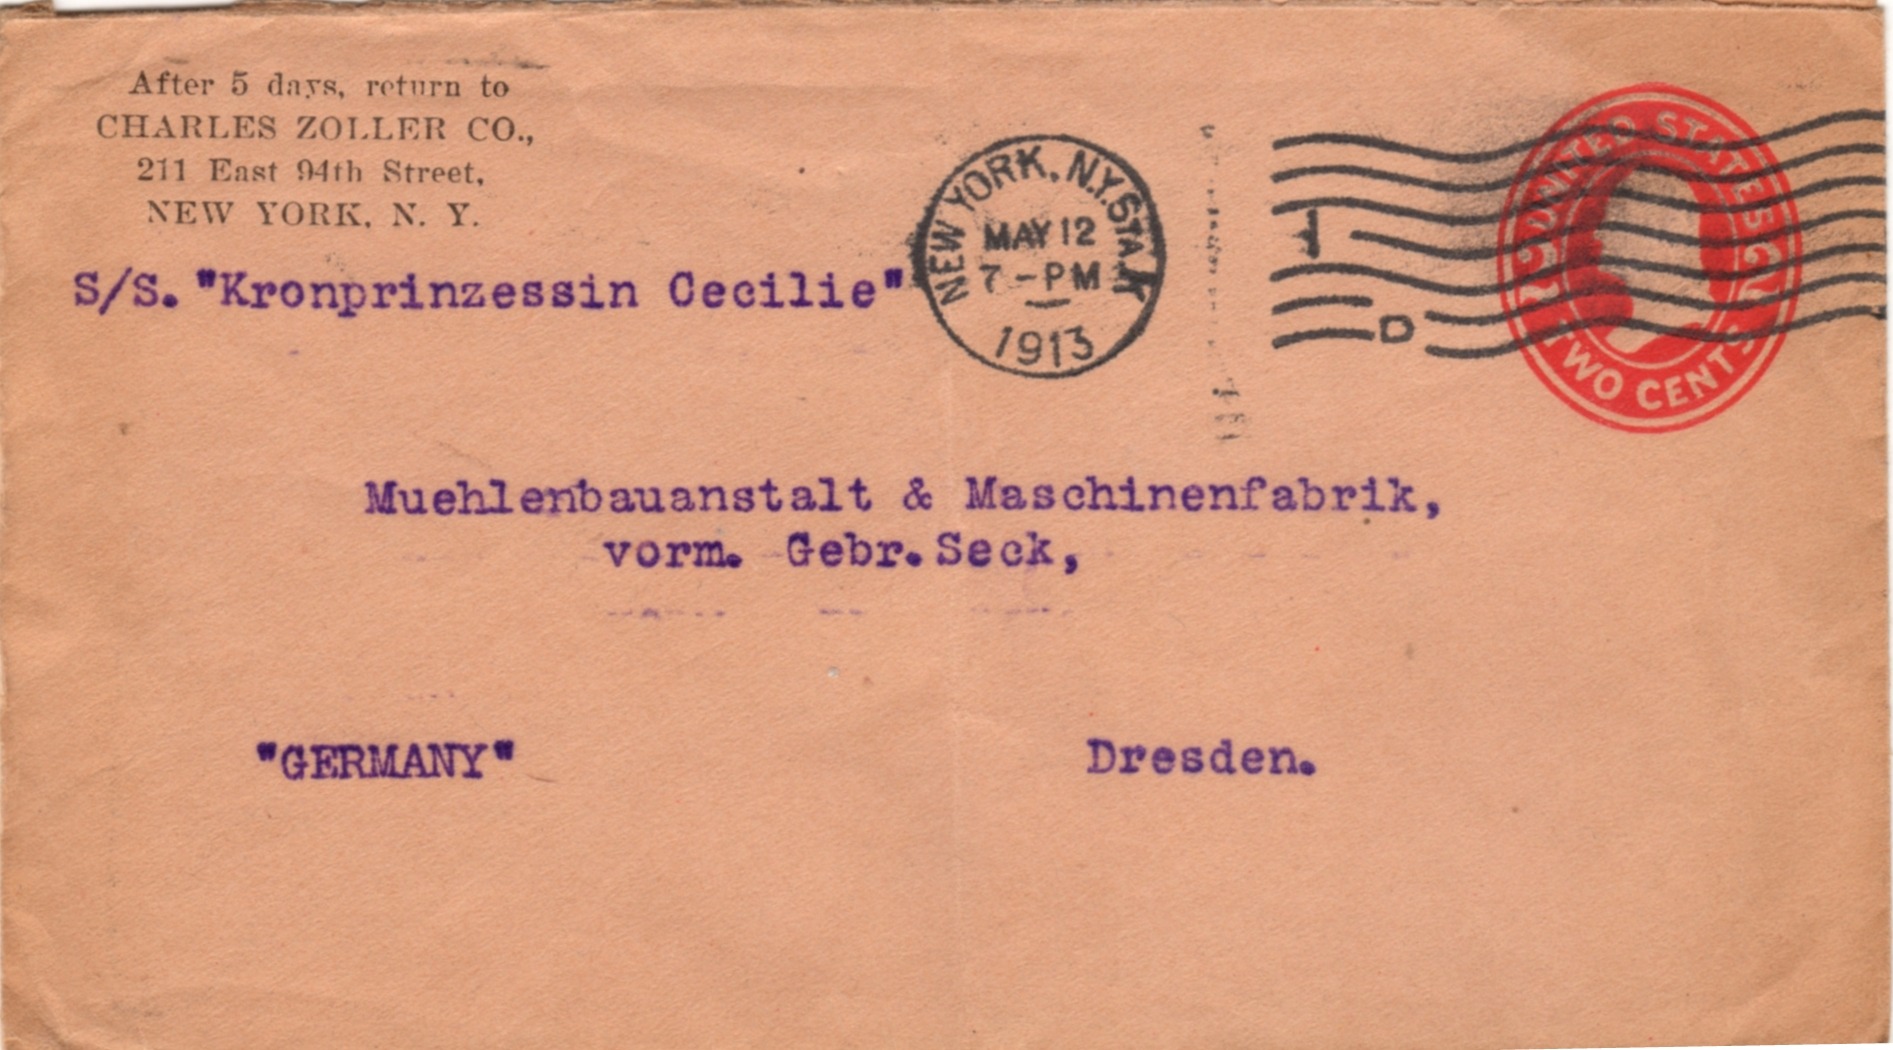 After 5 days, return to
CHARLES ZOLLER CO.,
211 East 94th Street,
NEW YORK, N. Y.
S/S. "Kronprinzessin Cecilie"
NEW YORK, N.Y. STA. K
MAY 12
7-PM
1913
1
D
UNITED STATES
TWO CENTS
Muehlenbauanstalt & Maschinenfabrik,
vorm. Gebr. Seck,
"GERMANY"
Dresden.